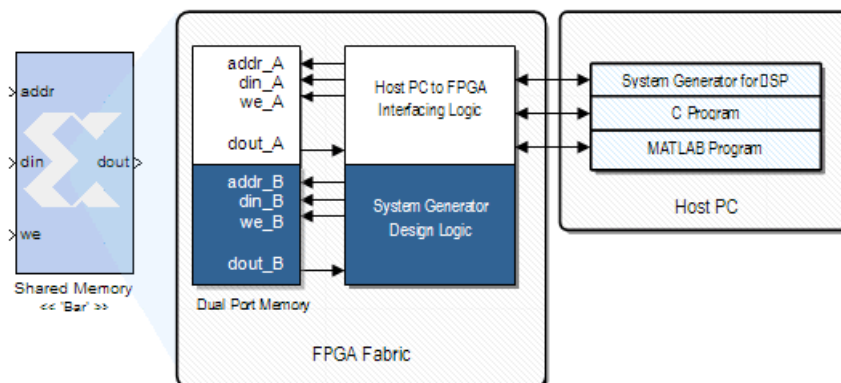 addr
din
dout
we
Shared Memory
<< 'Bar' >>
addr_A
din_A
we_A
dout_A
addr_B
din_B
we_B
dout_B
Dual Port Memory
Host PC to FPGA
Interfacing Logic
System Generator
Design Logic
FPGA Fabric
System Generator for �SP
C Program
MATLAB Program
Host PC